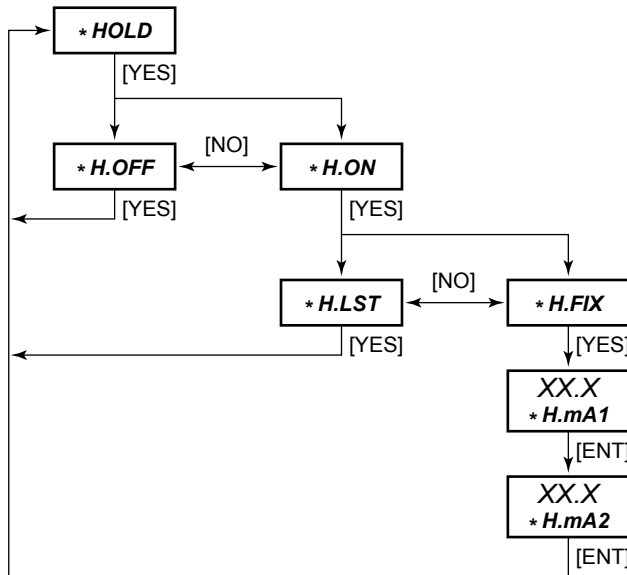 * HOLD
[YES]
[NO]
* H.OFF
* H.ON
[YES]
[YES]
[NO]
* H.LST
* H.FIX
[YES]
[YES]
XX.X
* H.mA1
[ENT]
XX.X
* H.mA2
[ENT]